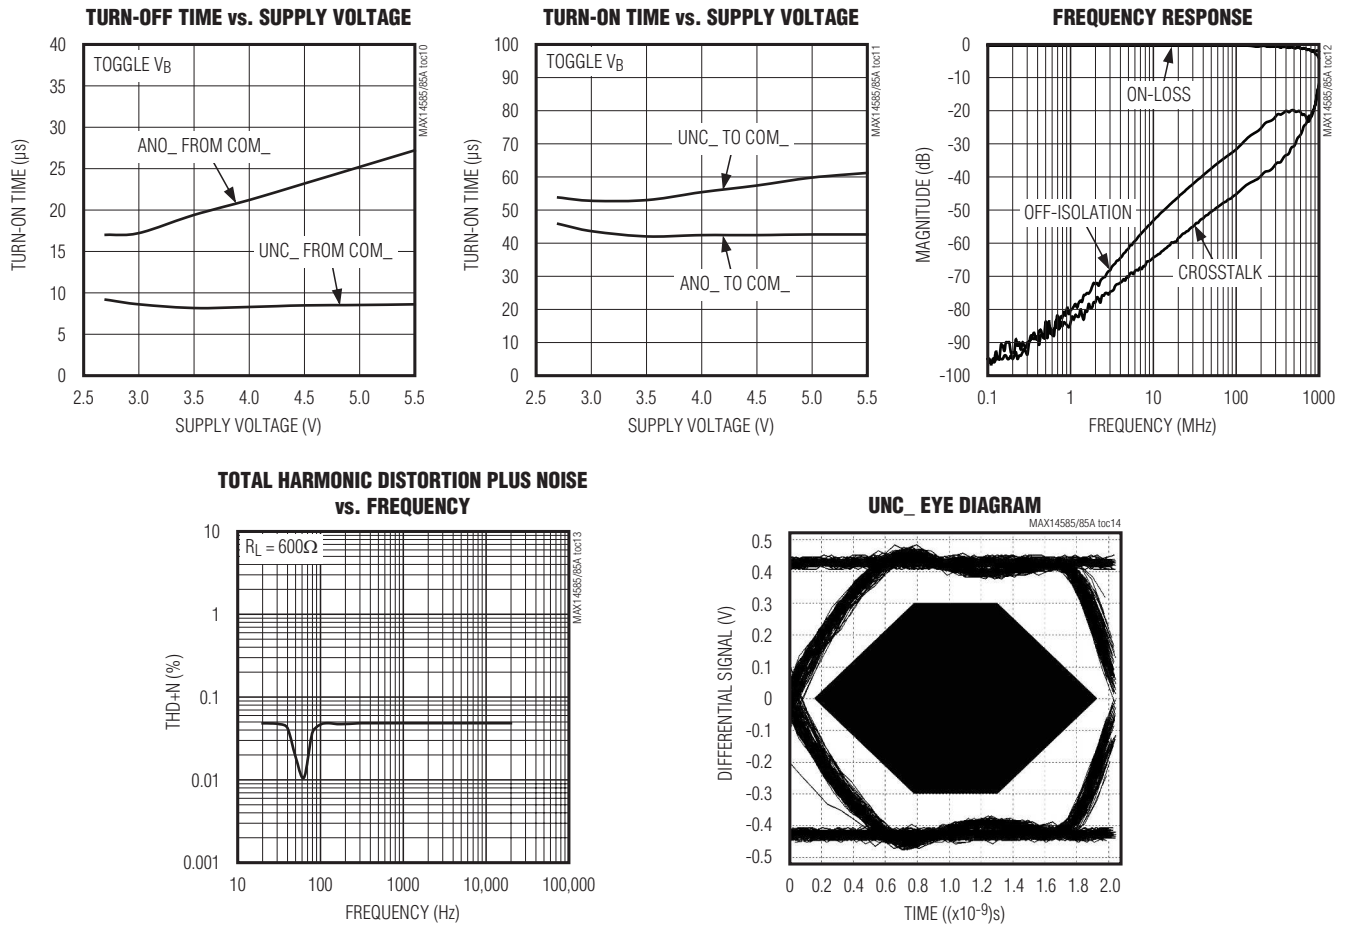 TURN-OFF TIME vs. SUPPLY VOLTAGE
MAX14585/85A toc10
TOGGLE VB
ANO_ FROM COM_
UNC_ FROM COM_
TURN-ON TIME (µs)
40
35
30
25
20
15
10
5
0
2.5 3.0 3.5 4.0 4.5 5.0 5.5
SUPPLY VOLTAGE (V)
TURN-ON TIME vs. SUPPLY VOLTAGE
MAX14585/85A toc11
TOGGLE VB
UNC_ TO COM_
ANO_ TO COM_
TURN-ON TIME (µs)
100
90
80
70
60
50
40
30
20
10
0
2.5 3.0 3.5 4.0 4.5 5.0 5.5
SUPPLY VOLTAGE (V)
FREQUENCY RESPONSE
MAX14585/85A toc12
ON-LOSS
OFF-ISOLATION
CROSSTALK
MAGNITUDE (dB)
0
-10
-20
-30
-40
-50
-60
-70
-80
-90
-100
0.1 1 10 100 1000
FREQUENCY (MHz)
TOTAL HARMONIC DISTORTION PLUS NOISE
vs. FREQUENCY
MAX14585/85A toc13
RL = 600Ω
THD+N (%)
10
1
0.1
0.01
0.001
10 100 1000 10,000 100,000
FREQUENCY (Hz)
UNC_ EYE DIAGRAM
MAX14585/85A toc14
DIFFERENTIAL SIGNAL (V)
0.5
0.4
0.3
0.2
0.1
0
-0.1
-0.2
-0.3
-0.4
-0.5
0 0.2 0.4 0.6 0.8 1.0 1.2 1.4 1.6 1.8 2.0
TIME ((x10-9)s)